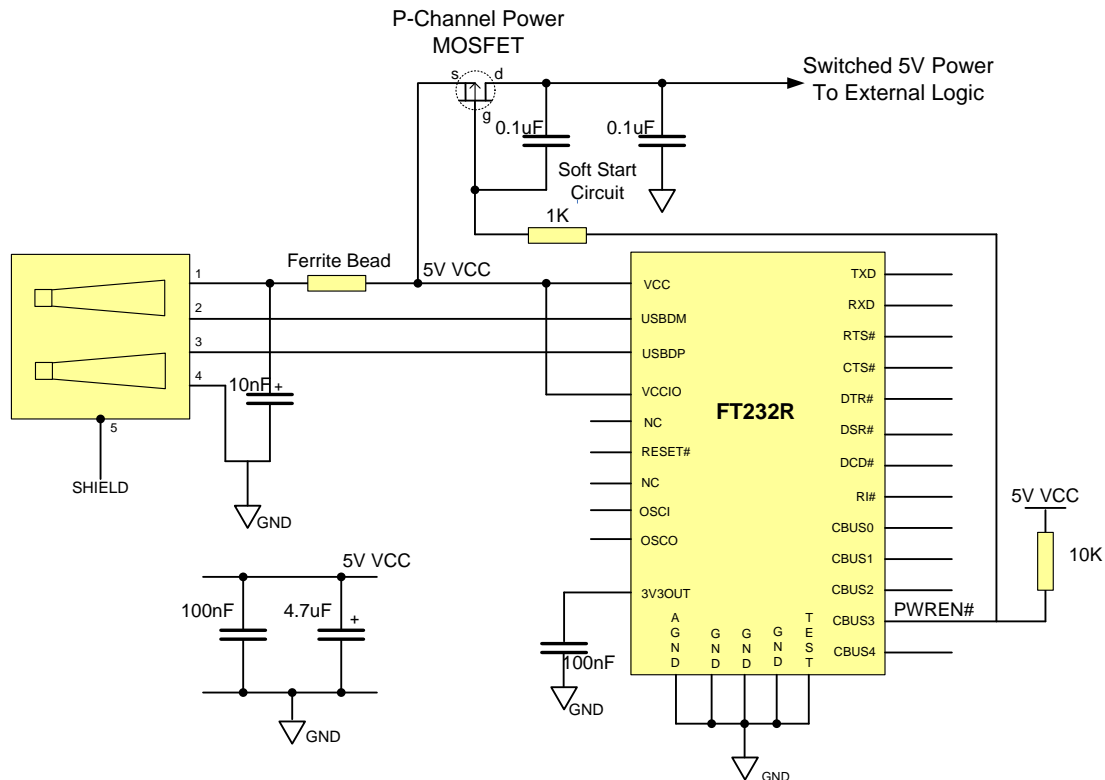 P-Channel Power
MOSFET
s
d
g
Switched 5V Power
To External Logic
0.1uF
0.1uF
Soft Start
Circuit
1K
Ferrite Bead
5V VCC
1
2
3
4
5
SHIELD
10nF
+
GND
VCC
USBDM
USBDP
VCCIO
NC
RESET#
NC
OSCI
OSCO
3V3OUT
FT232R
TXD
RXD
RTS#
CTS#
DTR#
DSR#
DCD#
RI#
CBUS0
CBUS1
CBUS2
CBUS3
CBUS4
AGND
GND
GND
GND
TEST
PWREN#
5V VCC
10K
5V VCC
100nF
4.7uF
+
GND
100nF
GND
GND